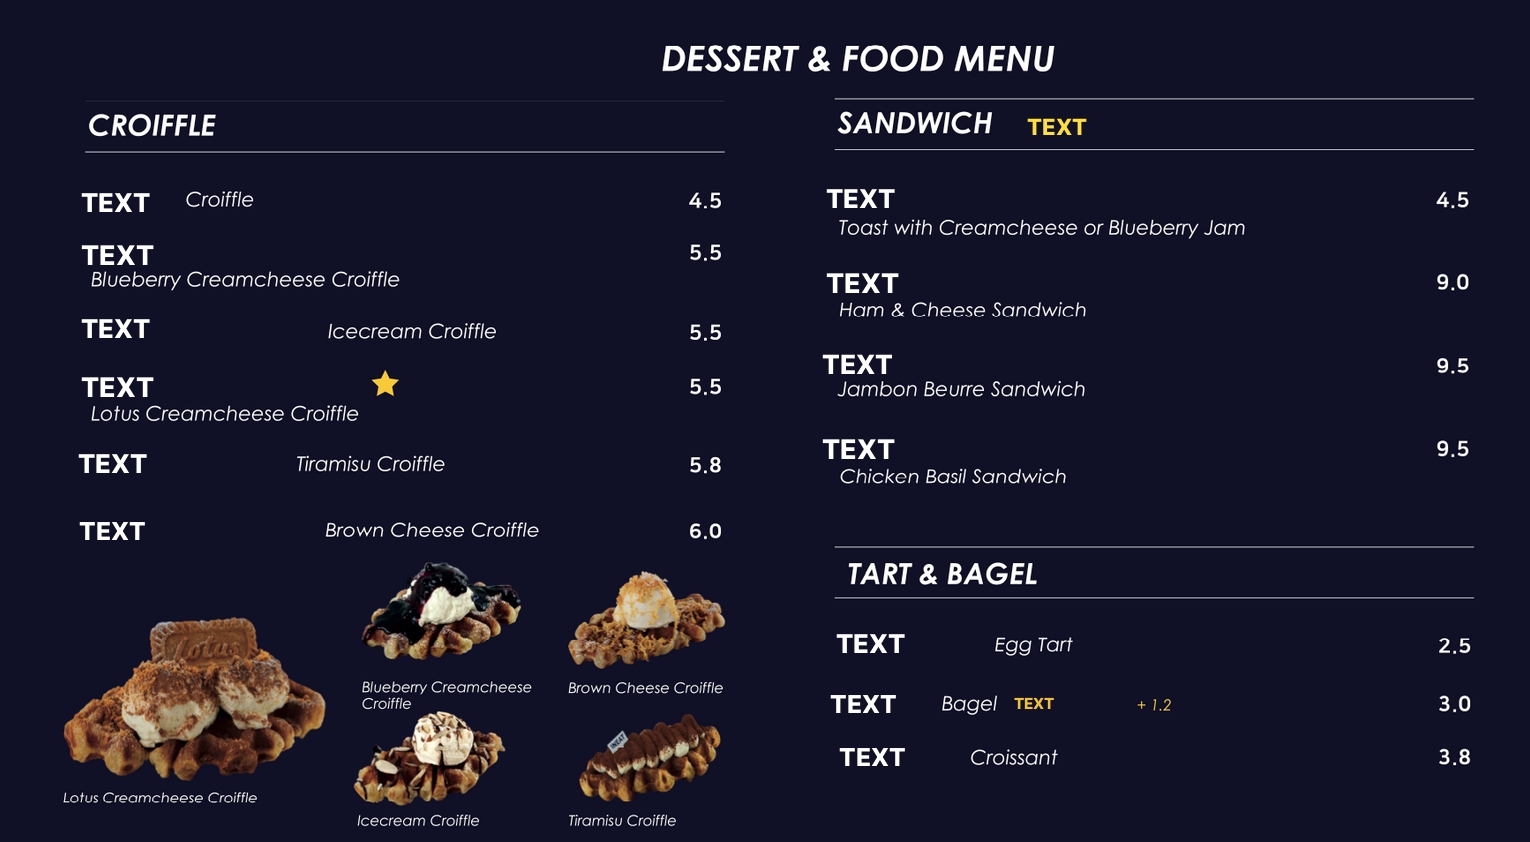 DESSERT & FOOD MENU
CROIFFLE
TEXT Croiffle 4.5
TEXT 5.5
Blueberry Creamcheese Croiffle
TEXT Icecream Croiffle 5.5
TEXT 5.5
Lotus Creamcheese Croiffle
TEXT Tiramisu Croiffle 5.8
TEXT Brown Cheese Croiffle 6.0
Lotus
Lotus Creamcheese Croiffle
Blueberry Creamcheese
Croiffle
Brown Cheese Croiffle
Icecream Croiffle
Tiramisu Croiffle
SANDWICH TEXT
TEXT 4.5
Toast with Creamcheese or Blueberry Jam
TEXT 9.0
Ham & Cheese Sandwich
TEXT 9.5
Jambon Beurre Sandwich
TEXT 9.5
Chicken Basil Sandwich
TART & BAGEL
TEXT Egg Tart 2.5
TEXT Bagel TEXT + 1.2 3.0
TEXT Croissant 3.8